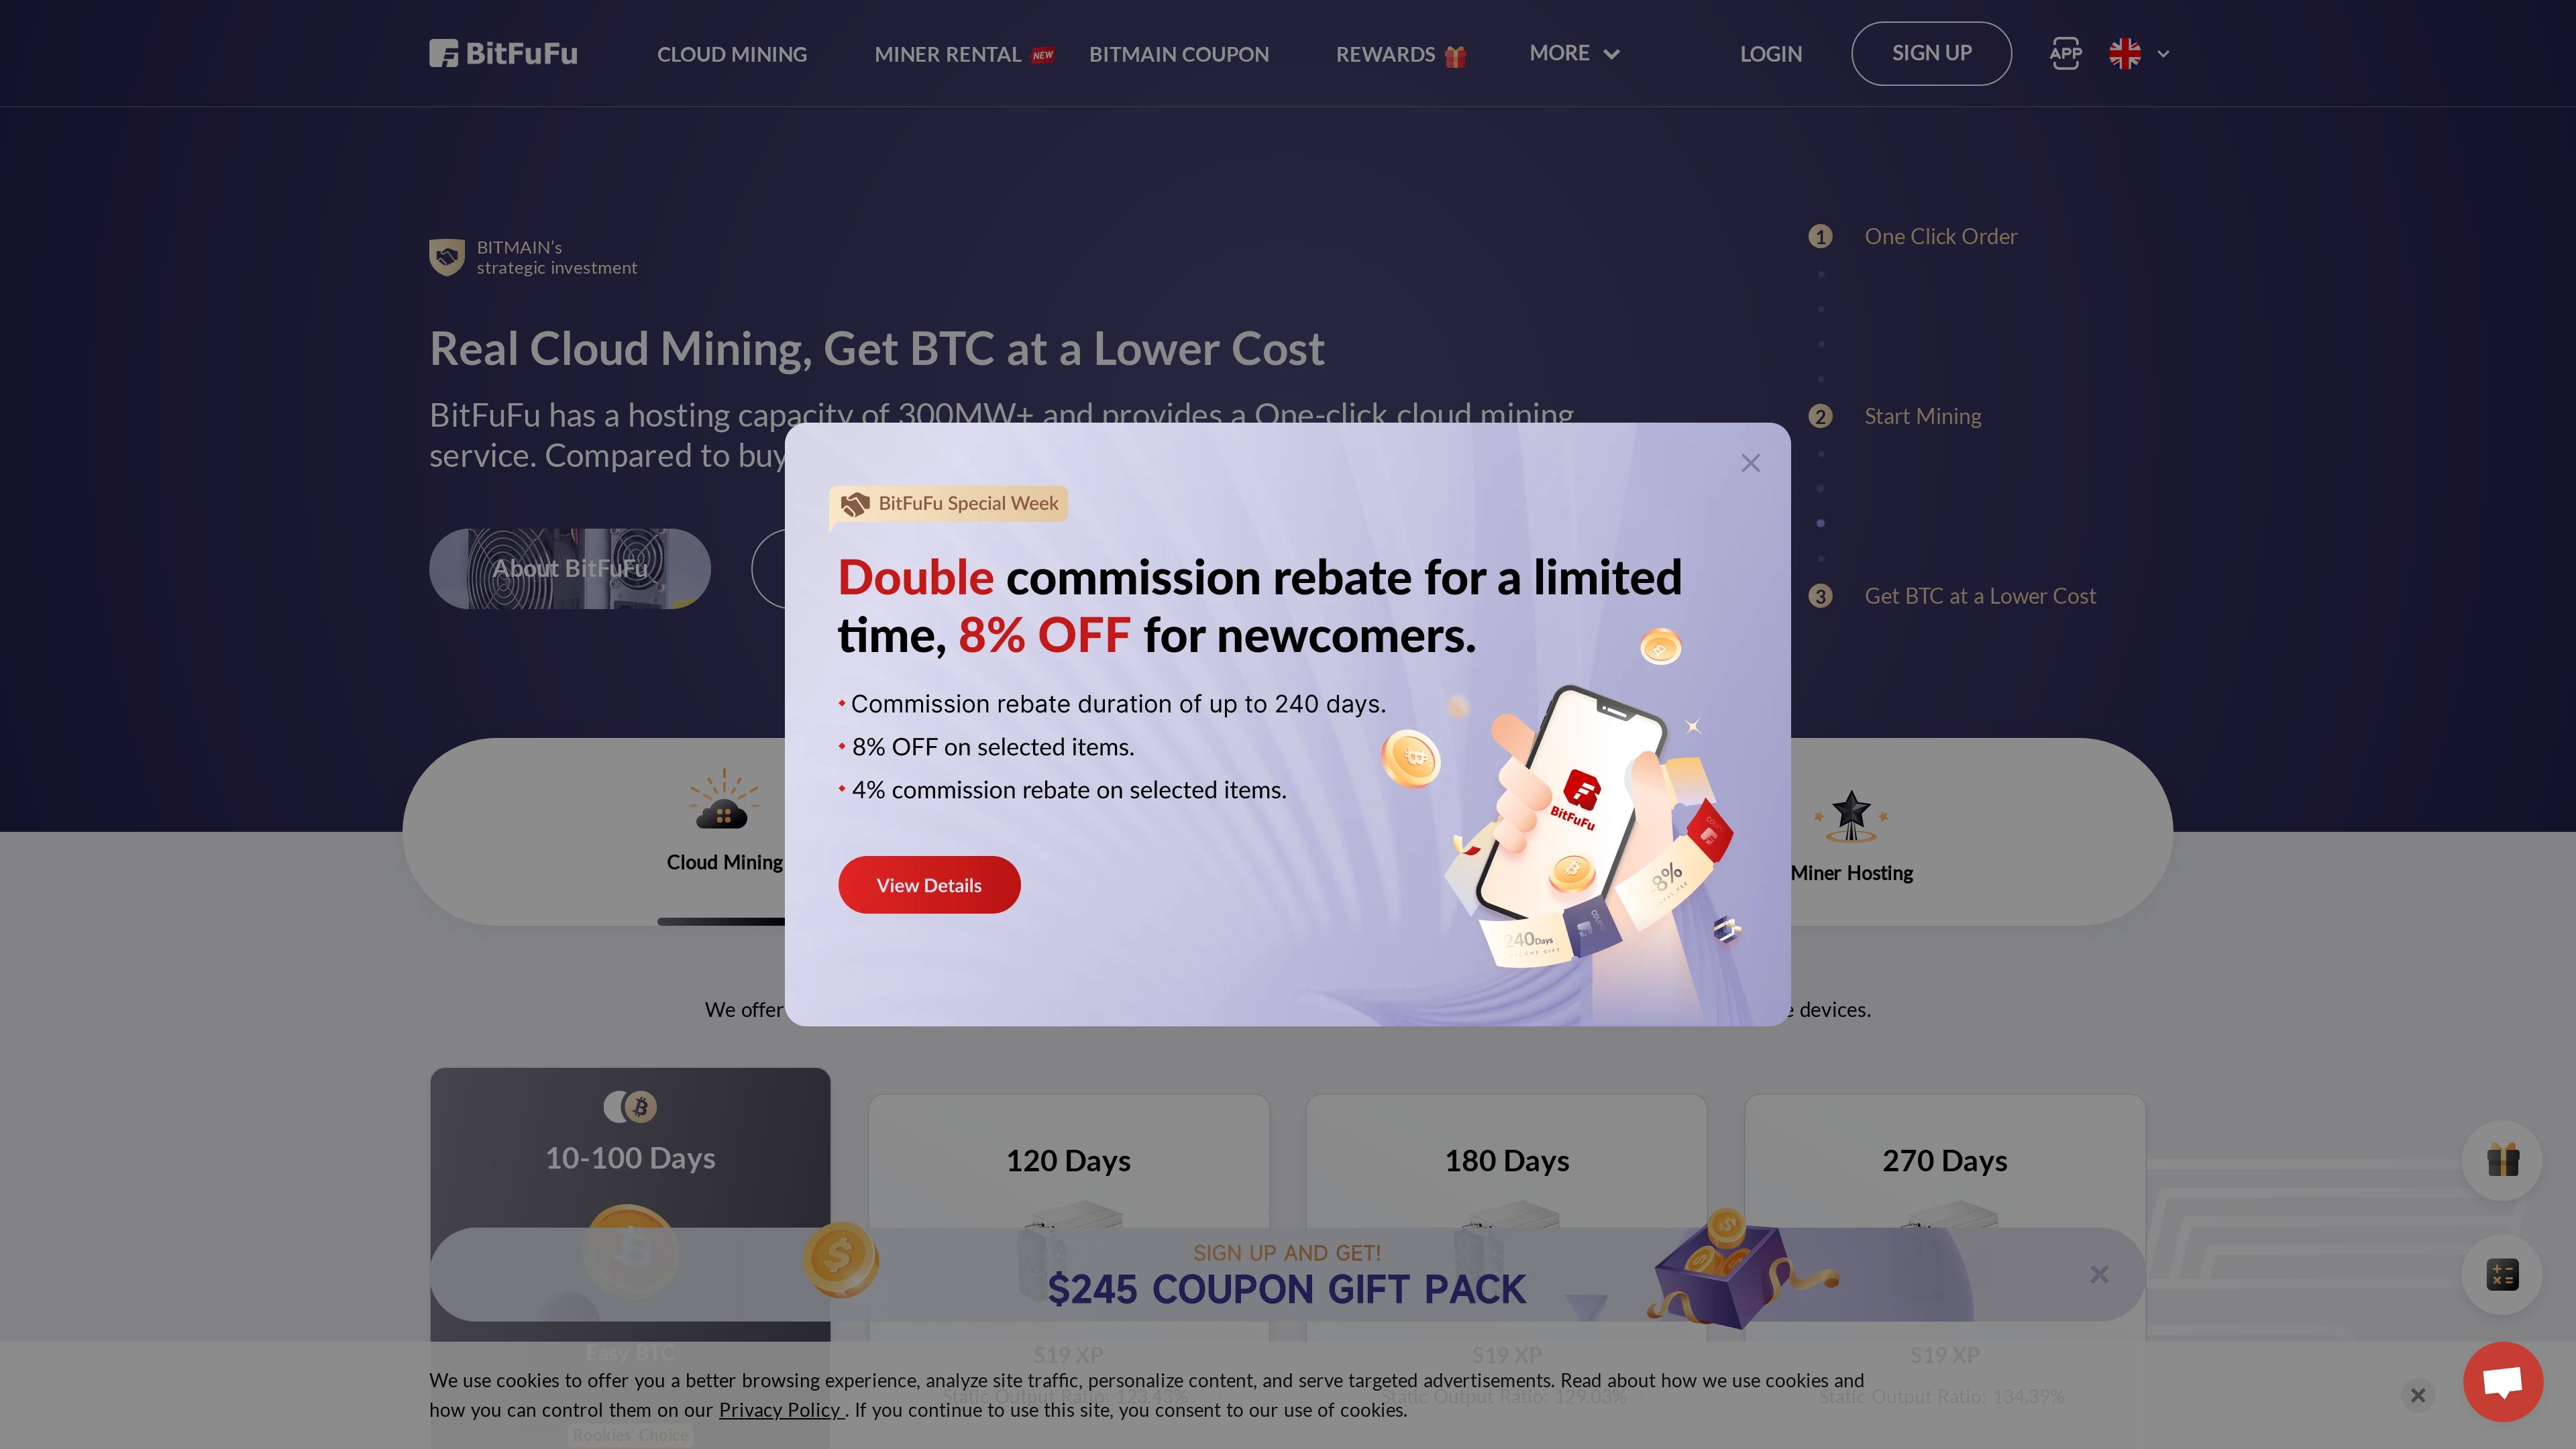 BitFuFu
CLOUD MINING
MINER RENTAL NEW
BITMAIN COUPON
REWARDS
MORE
LOGIN
SIGN UP
APP
BITMAIN's
strategic investment
Real Cloud Mining, Get BTC at a Lower Cost
BitFuFu has a hosting capacity of 300MW+ and provides a One-click cloud mining
service. Compared to buy
About BitFuFu
1 One Click Order
2 Start Mining
3 Get BTC at a Lower Cost
BitFuFu Special Week
Double commission rebate for a limited
time, 8% OFF for newcomers.
Commission rebate duration of up to 240 days.
8% OFF on selected items.
4% commission rebate on selected items.
View Details
BitFuFu
-8%
240Days
Cloud Mining
Miner Hosting
We offer
devices.
10-100 Days
120 Days
180 Days
270 Days
SIGN UP AND GET!
$245 COUPON GIFT PACK
Easy BTC
S19 XP
S19 XP
S19 XP
Static Output Ratio: 123.43%
Static Output Ratio: 129.03%
Static Output Ratio: 134.39%
We use cookies to offer you a better browsing experience, analyze site traffic, personalize content, and serve targeted advertisements. Read about how we use cookies and
how you can control them on our Privacy Policy . If you continue to use this site, you consent to our use of cookies.
Rookies' Choice